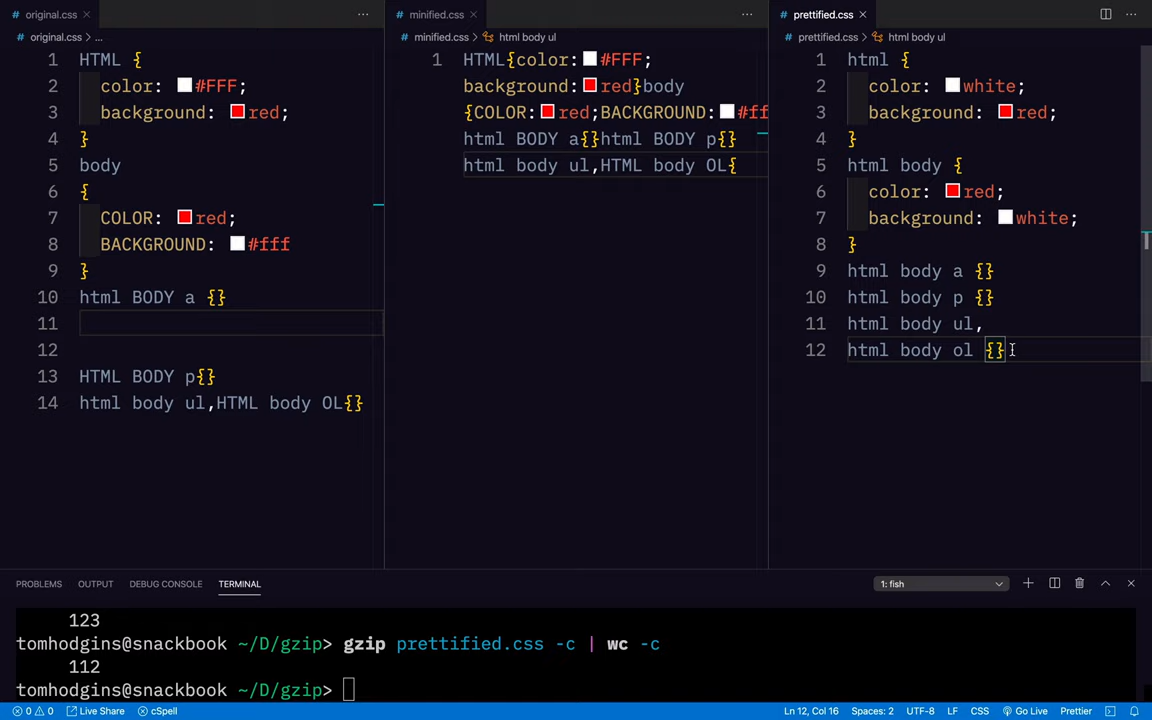 # original.css × ···
# original.css > ...
1 HTML {
2 color: #FFF;
3 background: red;
4 }
5 body
6 {
7 COLOR: red;
8 BACKGROUND: #fff
9 }
10 html BODY a {}
11
12
13 HTML BODY p{}
14 html body ul,HTML body OL{}
# minified.css × ···
# minified.css > html body ul
1 HTML{color:#FFF;
background:red}body
{COLOR:red;BACKGROUND:#ff
html BODY a{}html BODY p{}
html body ul,HTML body OL{
# prettified.css × ···
# prettified.css > html body ul
1 html {
2 color: white;
3 background: red;
4 }
5 html body {
6 color: red;
7 background: white;
8 }
9 html body a {}
10 html body p {}
11 html body ul,
12 html body ol {}
PROBLEMS OUTPUT DEBUG CONSOLE TERMINAL 1: fish
123
tomhodgins@snackbook ~/D/gzip> gzip prettified.css -c | wc -c
112
tomhodgins@snackbook ~/D/gzip>
0 0 Live Share cSpell Ln 12, Col 16 Spaces: 2 UTF-8 LF CSS Go Live Prettier